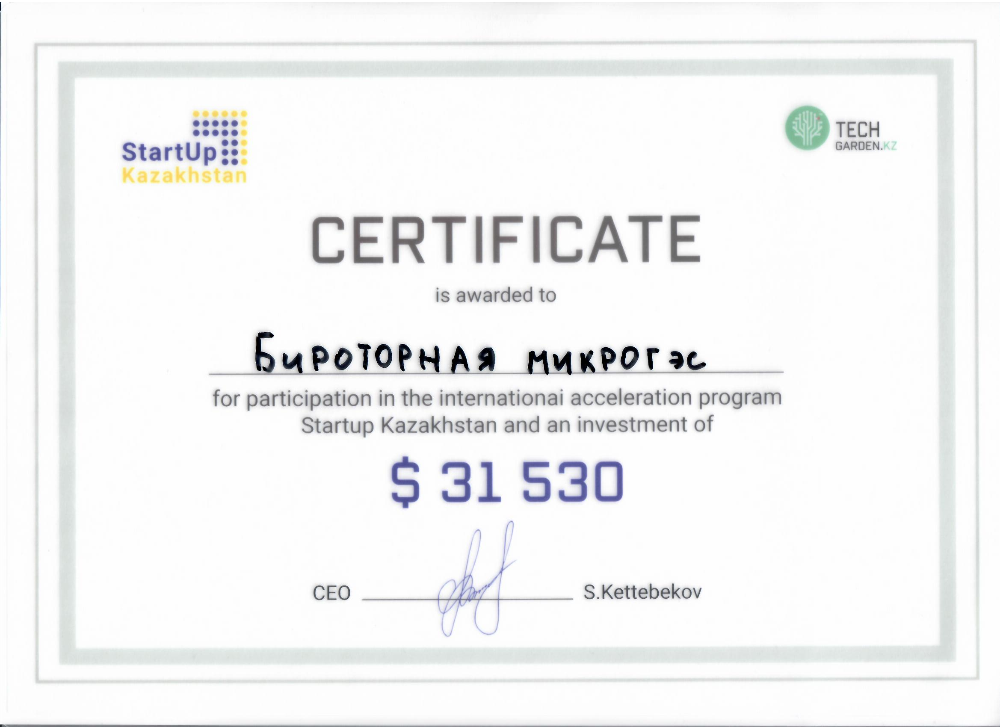 StartUp
Kazakhstan
TECH
GARDEN.KZ
CERTIFICATE
is awarded to
Бироторная микрогэс
for participation in the internationai acceleration program
Startup Kazakhstan and an investment of
$ 31 530
CEO S.Kettebekov